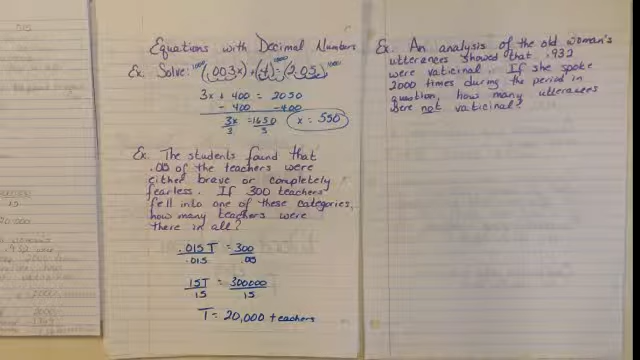 Equations with Decimal Numbers
Ex. Solve: (.003x) + (.4) = (2.05)
3x + 400 = 2050
- 400 -400
3x = 1650
3 3
x = 550
Ex. The students found that
.015 of the teachers were
either brave or completely
fearless. If 300 teachers
fell into one of these categories,
how many teachers were
there in all?
.015T = 300
.015 .015
15T = 300000
15 15
T = 20,000 teachers
Ex. An analysis of the old woman's
utterances showed that .932
were vaticinal. If she spoke
2000 times during the period in
question, how many utterances
were not vaticinal?